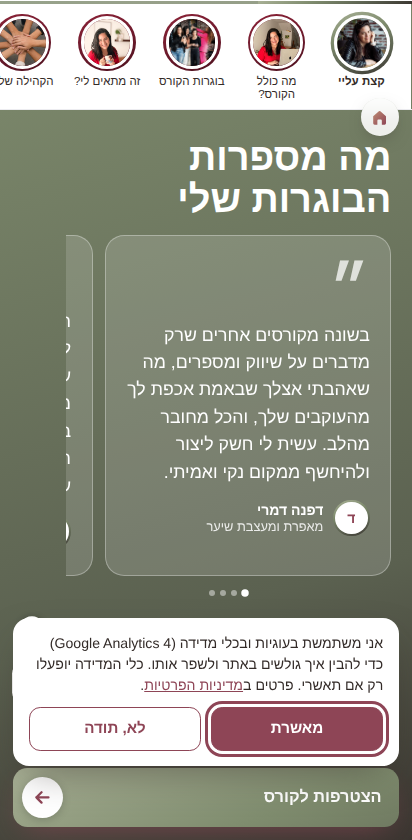 קצת עליי
מה כולל
הקורס?
בוגרות הקורס
זה מתאים לי?
הקהילה של
מה מספרות
הבוגרות שלי
"
בשונה מקורסים אחרים שרק
מדברים על שיווק ומספרים, מה
שאהבתי אצלך שבאמת אכפת לך
מהעוקבים שלך, והכל מחובר
מהלב. עשית לי חשק ליצור
ולהיחשף ממקום נקי ואמיתי.
ד
דפנה דמרי
מאפרת ומעצבת שיער
אני משתמשת בעוגיות ובכלי מדידה (Google Analytics 4)
כדי להבין איך גולשים באתר ולשפר אותו. כלי המדידה יופעלו
רק אם תאשרי. פרטים במדיניות הפרטיות.
מאשרת
לא, תודה
הצטרפות לקורס